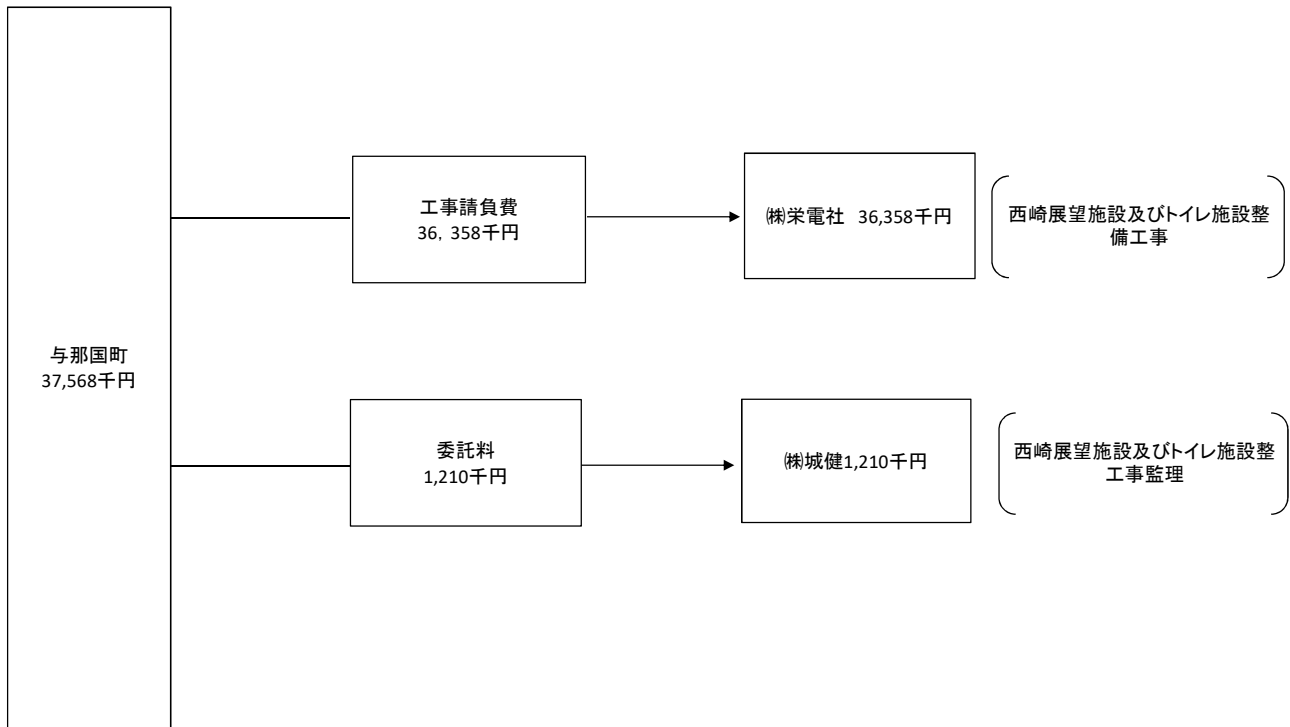 与那国町
37,568千円
工事請負費
36，358千円
㈱栄電社　36,358千円
西崎展望施設及びトイレ施設整
備工事
委託料
1,210千円
㈱城健1,210千円
西崎展望施設及びトイレ施設整
工事監理